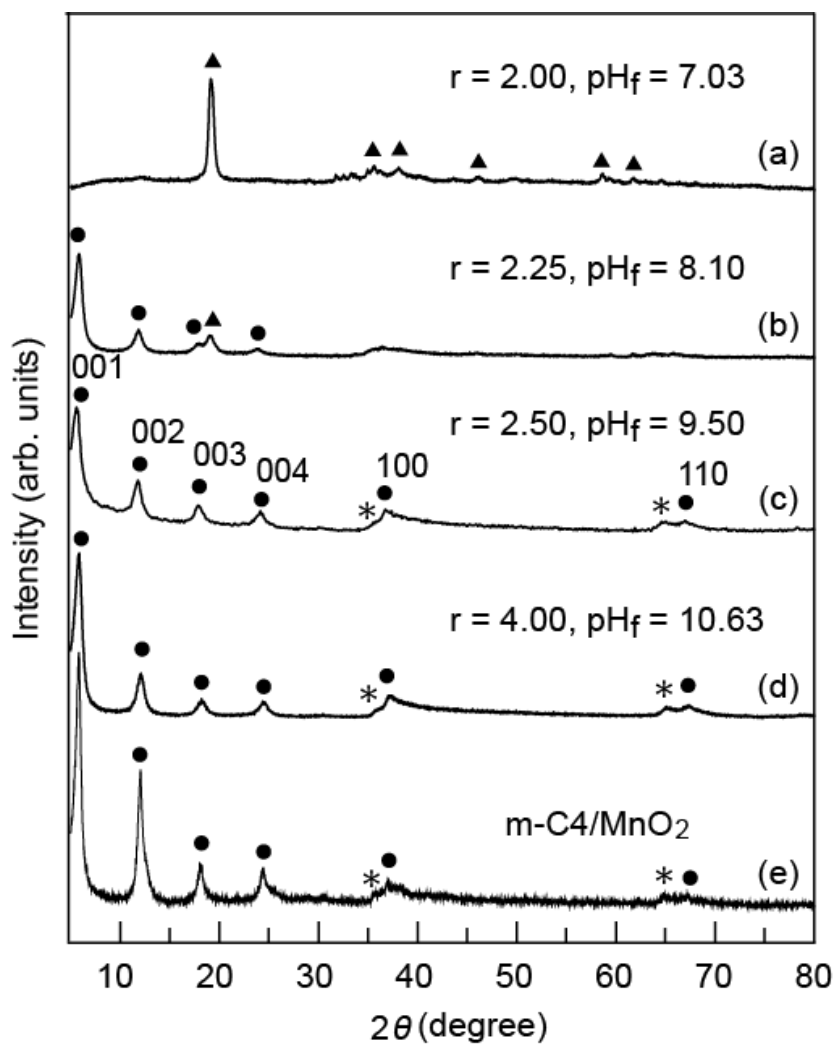 r = 2.00, pHf = 7.03
(a)
r = 2.25, pHf = 8.10
(b)
001
002
003
004
r = 2.50, pHf = 9.50
100
110
(c)
*
*
r = 4.00, pHf = 10.63
(d)
*
*
m-C4/MnO2
(e)
*
*
10 20 30 40 50 60 70 80
2θ (degree)
Intensity (arb. units)